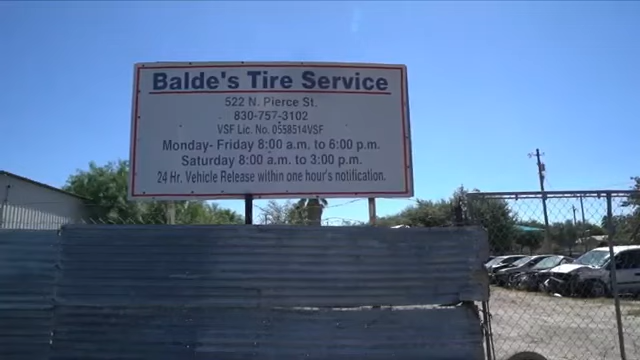 Balde's Tire Service
522 N. Pierce St.
830-757-3102
VSF Lic. No. 0558514VSF
Monday-Friday 8:00 a.m. to 6:00 p.m.
Saturday 8:00 a.m. to 3:00 p.m.
24 Hr. Vehicle Release within one hour's notification.